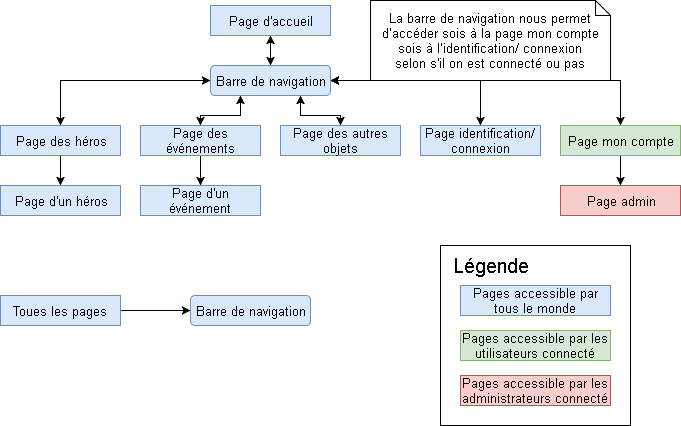 Page d'accueil
La barre de navigation nous permet
d'accéder sois à la page mon compte
sois à l'identification/ connexion
selon s'il on est connecté ou pas
Barre de navigation
Page des héros
Page des
événements
Page des autres
objets
Page identification/
connexion
Page mon compte
Page d'un héros
Page d'un
événement
Page admin
Légende
Toues les pages
Barre de navigation
Pages accessible par
tous le monde
Pages accessible par les
utilisateurs connecté
Pages accessible par les
administrateurs connecté